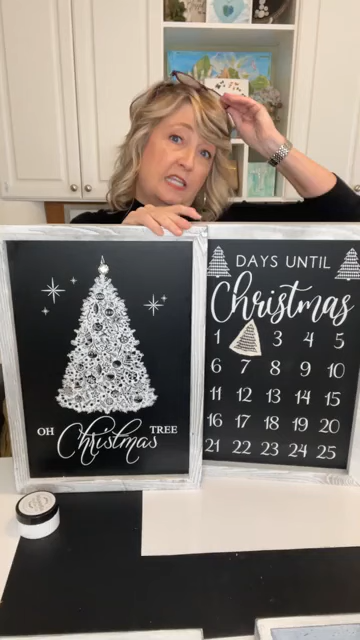 OH Christmas TREE
DAYS UNTIL
Christmas
1 3 4 5
6 7 8 9 10
11 12 13 14 15
16 17 18 19 20
21 22 23 24 25